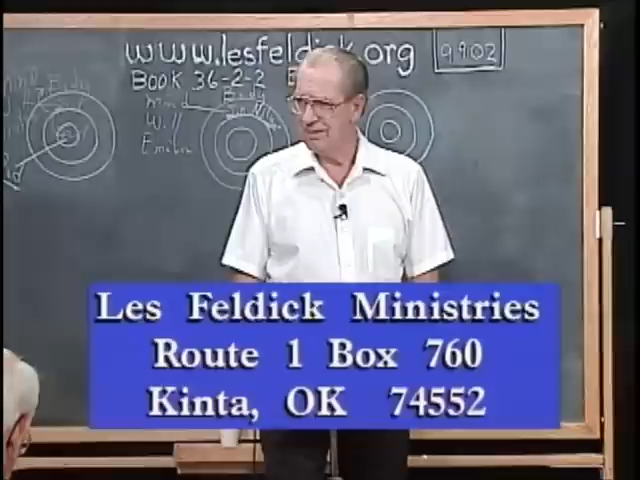 www.lesfeldick.org
9902
BOOK 36-2-2
Mind
Body
Will
Les Feldick Ministries
Route 1 Box 760
Kinta, OK 74552